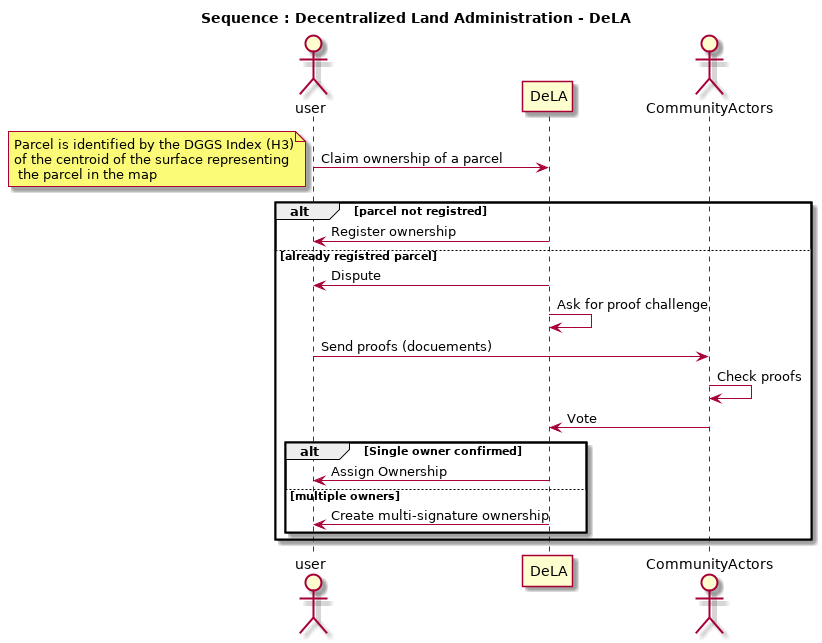 Sequence : Decentralized Land Administration - DeLA
user
DeLA
CommunityActors
Parcel is identified by the DGGS Index (H3)
of the centroid of the surface representing
the parcel in the map
Claim ownership of a parcel
alt
[parcel not registred]
Register ownership
[already registred parcel]
Dispute
Ask for proof challenge
Send proofs (docuements)
Check proofs
Vote
alt
[Single owner confirmed]
Assign Ownership
[multiple owners]
Create multi-signature ownership
user
DeLA
CommunityActors